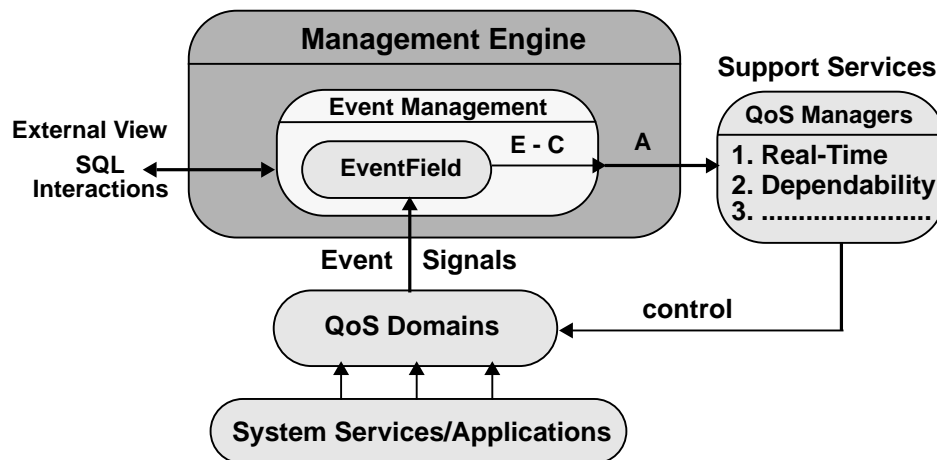 Management Engine
Support Services
Event Management
QoS Managers
External View
E - C
A
SQL
Interactions
EventField
1. Real-Time
2. Dependability
3. .......................
Event Signals
control
QoS Domains
System Services/Applications